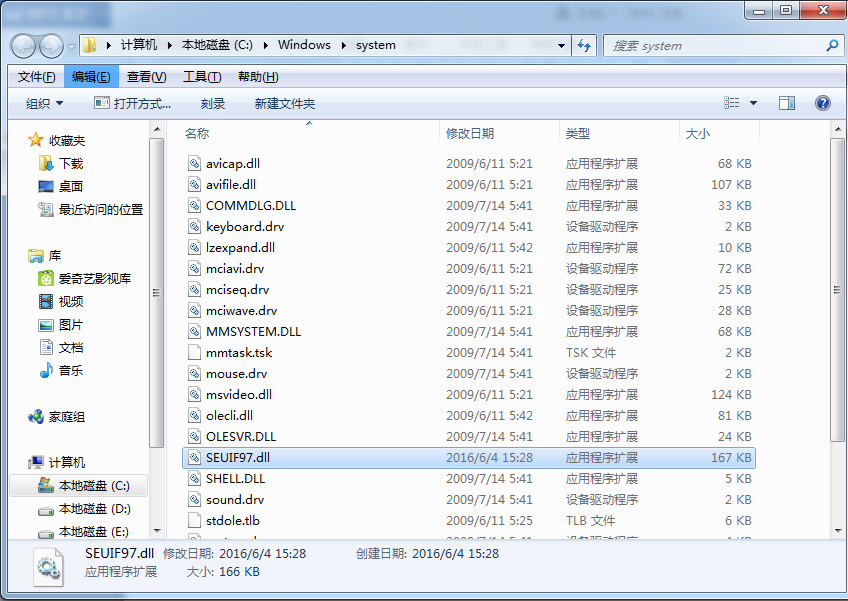 计算机 本地磁盘 (C:) Windows system
搜索 system
文件(F) 编辑(E) 查看(V) 工具(T) 帮助(H)
组织 打开方式... 刻录 新建文件夹
收藏夹
下载
桌面
最近访问的位置
库
爱奇艺影视库
视频
图片
文档
音乐
家庭组
计算机
本地磁盘 (C:)
本地磁盘 (D:)
本地磁盘 (E:)
名称 修改日期 类型 大小
avicap.dll 2009/6/11 5:21 应用程序扩展 68 KB
avifile.dll 2009/6/11 5:21 应用程序扩展 107 KB
COMMDLG.DLL 2009/7/14 5:41 应用程序扩展 33 KB
keyboard.drv 2009/7/14 5:41 设备驱动程序 2 KB
lzexpand.dll 2009/6/11 5:42 应用程序扩展 10 KB
mciavi.drv 2009/6/11 5:21 设备驱动程序 72 KB
mciseq.drv 2009/6/11 5:21 设备驱动程序 25 KB
mciwave.drv 2009/6/11 5:21 设备驱动程序 28 KB
MMSYSTEM.DLL 2009/7/14 5:41 应用程序扩展 68 KB
mmtask.tsk 2009/7/14 5:41 TSK 文件 2 KB
mouse.drv 2009/7/14 5:41 设备驱动程序 2 KB
msvideo.dll 2009/6/11 5:21 应用程序扩展 124 KB
olecli.dll 2009/6/11 5:42 应用程序扩展 81 KB
OLESVR.DLL 2009/7/14 5:41 应用程序扩展 24 KB
SEUIF97.dll 2016/6/4 15:28 应用程序扩展 167 KB
SHELL.DLL 2009/7/14 5:41 应用程序扩展 5 KB
sound.drv 2009/7/14 5:41 设备驱动程序 2 KB
stdole.tlb 2009/6/11 5:25 TLB 文件 6 KB
SEUIF97.dll 修改日期: 2016/6/4 15:28 创建日期: 2016/6/4 15:28
应用程序扩展 大小: 166 KB